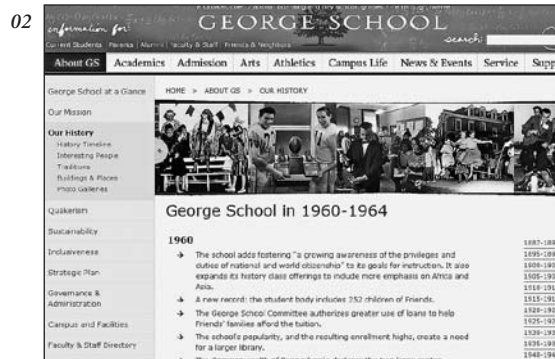 02
information for:
GEORGE SCHOOL
search:
Current Students Parents Alumni Faculty & Staff Friends & Neighbors
About GS Academics Admission Arts Athletics Campus Life News & Events Service Supp
George School at a Glance
Our Mission
Our History
History Timeline
Interesting People
Traditions
Buildings & Places
Photo Galleries
Quakerism
Sustainability
Inclusiveness
Strategic Plan
Governance &
Administration
Campus and Facilities
Faculty & Staff Directory
HOME > ABOUT GS > OUR HISTORY
George School in 1960-1964
1960
→ The school adds fostering "a growing awareness of the privileges and
duties of national and world citizenship" to its goals for instruction. It also
expands its history class offerings to include more emphasis on Africa and
Asia.
→ A new record: the student body includes 252 children of Friends.
→ The George School Committee authorizes greater use of loans to help
Friends' families afford the tuition.
→ The school's popularity, and the resulting enrollment highs, create a need
for a larger library.